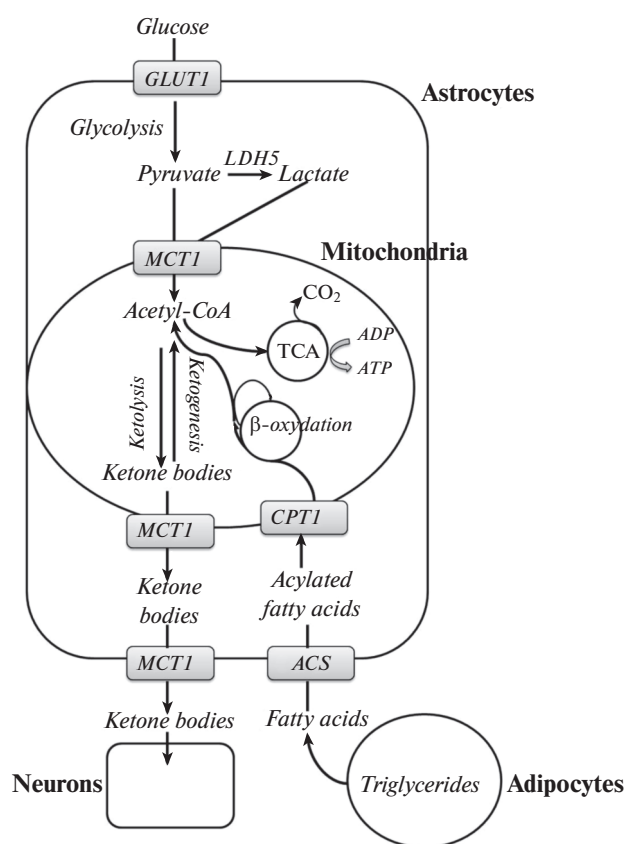 Glucose
GLUT1
Astrocytes
Glycolysis
LDH5
Pyruvate
Lactate
Mitochondria
MCT1
CO2
Acetyl-CoA
ADP
TCA
ATP
Ketolysis
Ketogenesis
β-oxydation
Ketone bodies
CPT1
MCT1
Ketone
bodies
Acylated
fatty acids
MCT1
ACS
Ketone bodies
Fatty acids
Neurons
Triglycerides
Adipocytes